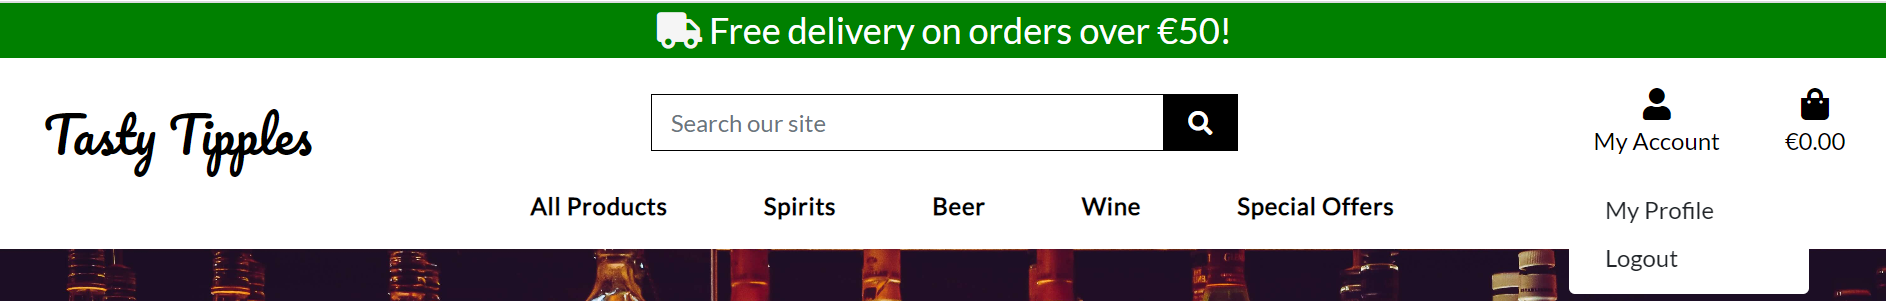 Free delivery on orders over €50!
Tasty Tipples
Search our site
My Account
€0.00
All Products
Spirits
Beer
Wine
Special Offers
My Profile
Logout